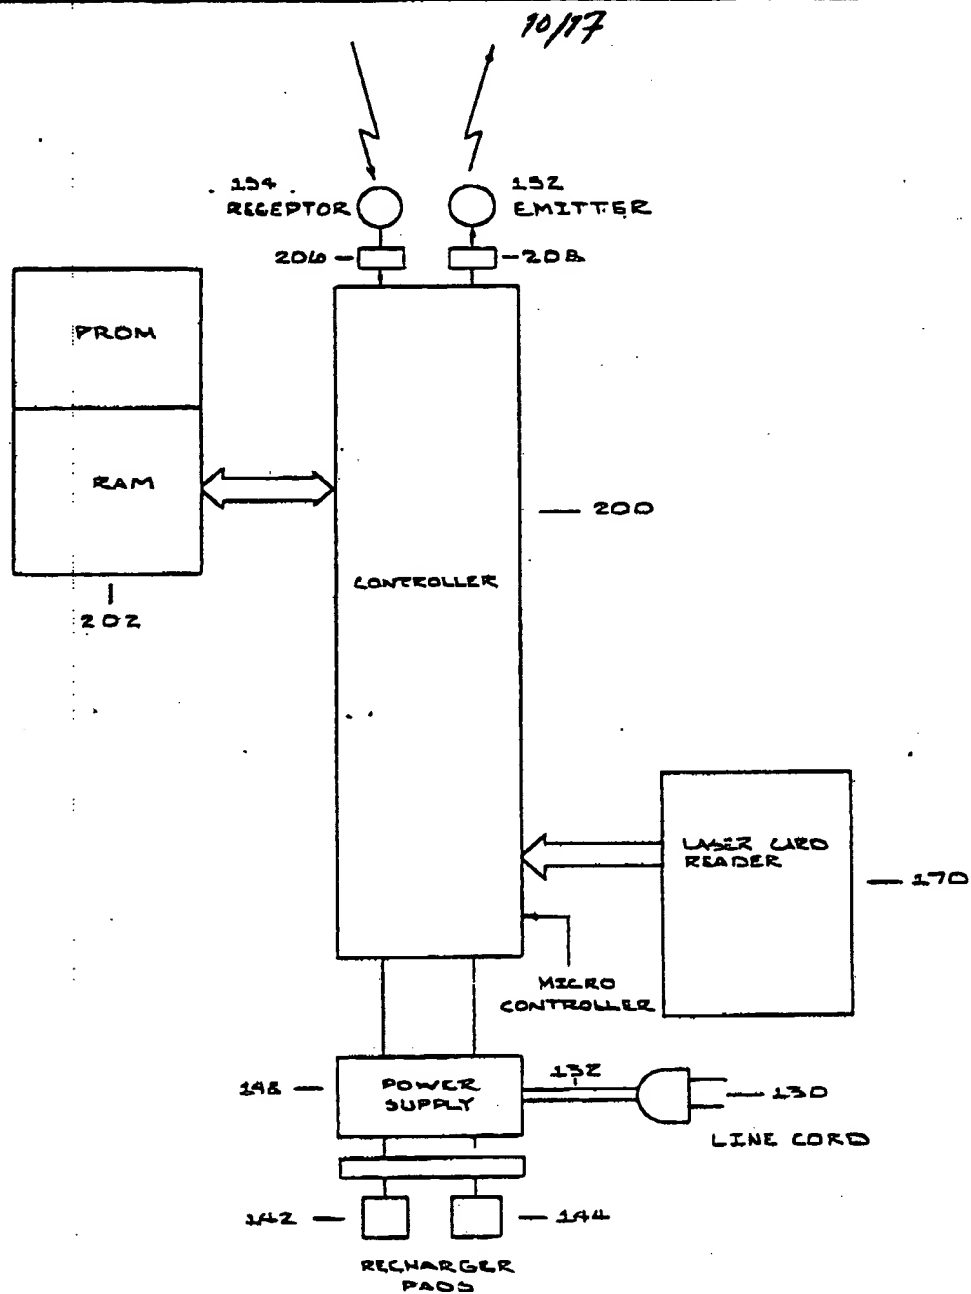 10/17
154
RECEPTOR
152
EMITTER
206
208
PROM
RAM
200
CONTROLLER
202
LASER CARD
READER
170
MICRO
CONTROLLER
148
POWER
SUPPLY
132
130
LINE CORD
142
144
RECHARGER
PADS